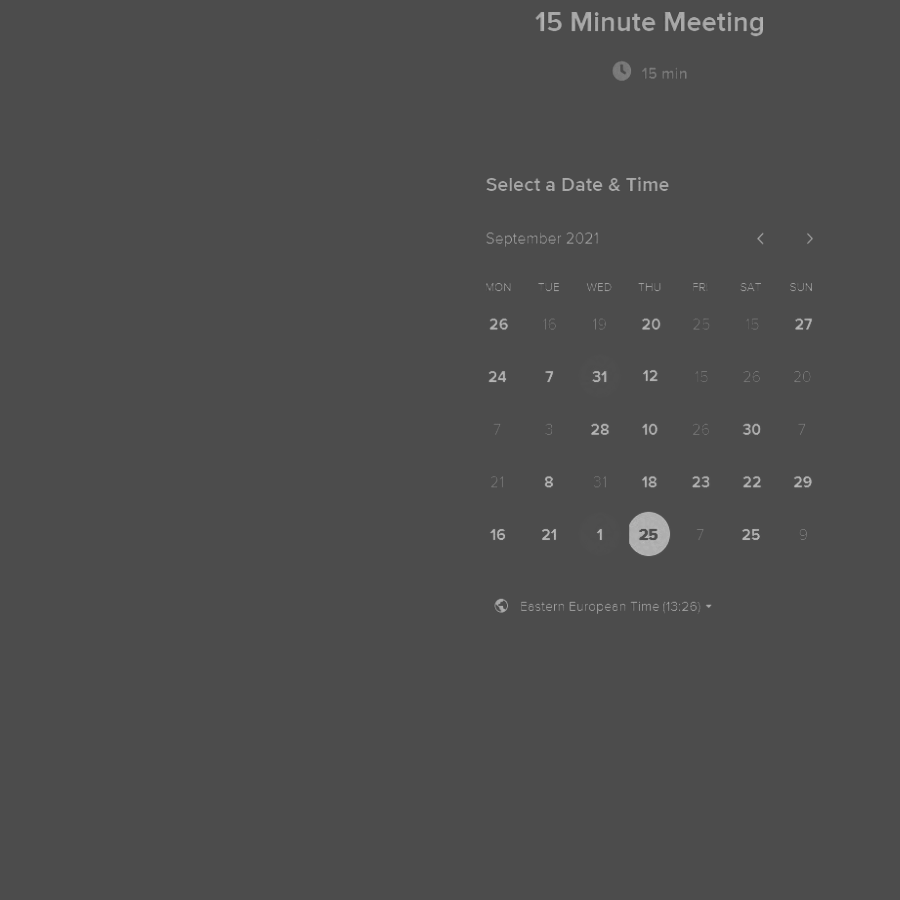 15 Minute Meeting
15 min
Select a Date & Time
September 2021
MON TUE WED THU FRI SAT SUN
26 16 19 20 25 15 27
24 7 31 12 15 26 20
7 3 28 10 26 30 7
21 8 31 18 23 22 29
16 21 1 25 7 25 9
Eastern European Time (13:26)